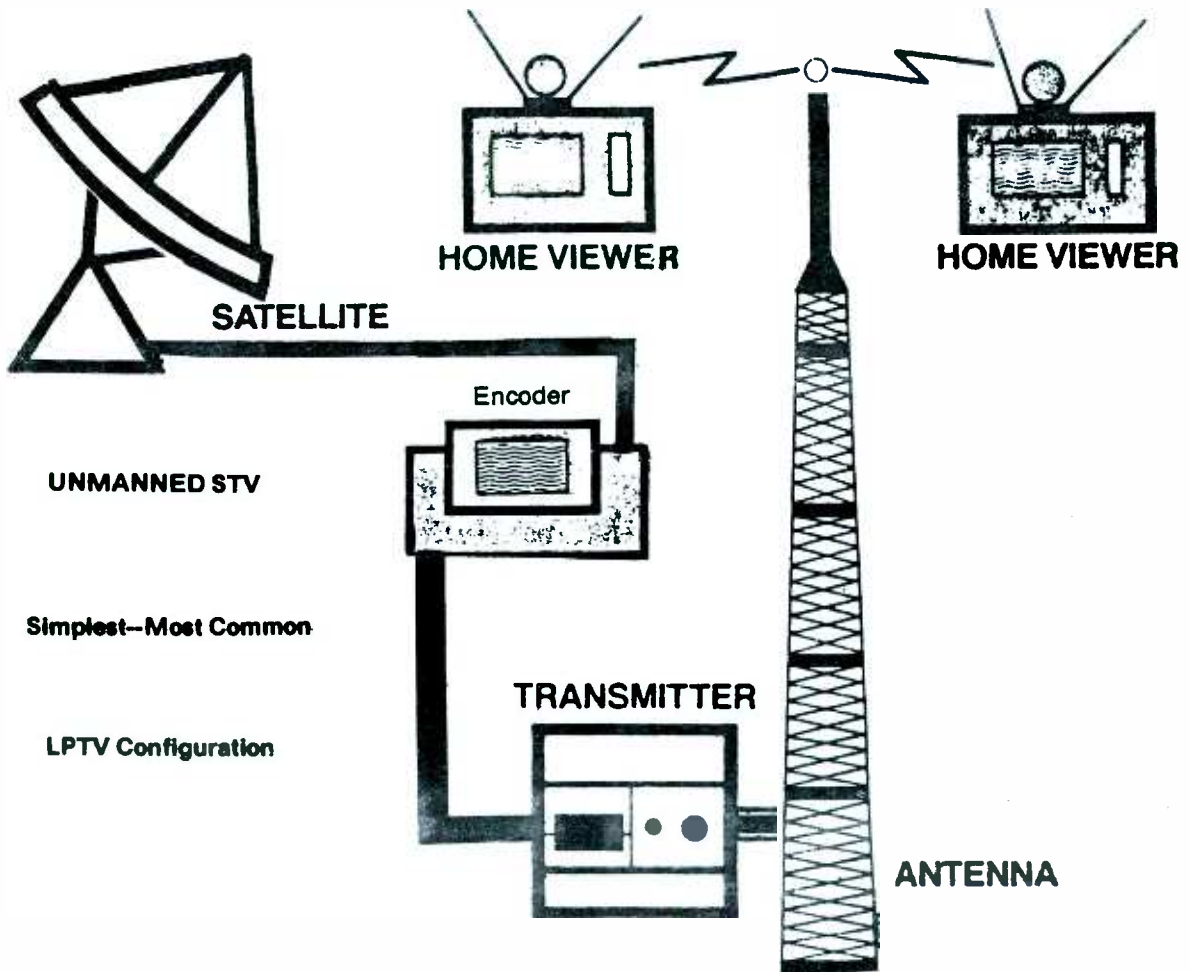 HOME VIEWER
HOME VIEWER
SATELLITE
Encoder
UNMANNED STV
Simplest--Most Common
TRANSMITTER
LPTV Configuration
ANTENNA